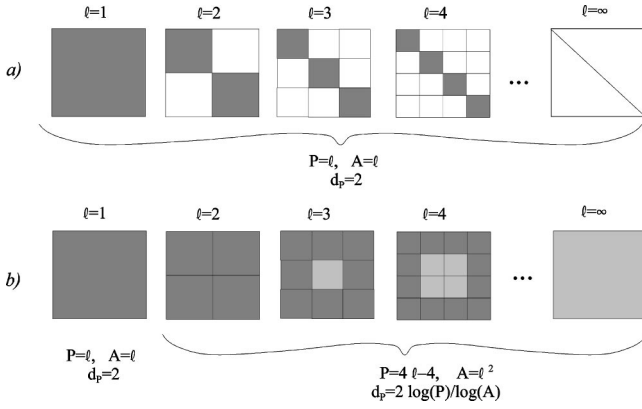 ℓ=1 ℓ=2 ℓ=3 ℓ=4 ℓ=∞
a) ...
P=ℓ, A=ℓ
dₚ=2
ℓ=1 ℓ=2 ℓ=3 ℓ=4 ℓ=∞
b) ...
P=ℓ, A=ℓ P=4 ℓ−4, A=ℓ ²
dₚ=2 dₚ=2 log(P)/log(A)